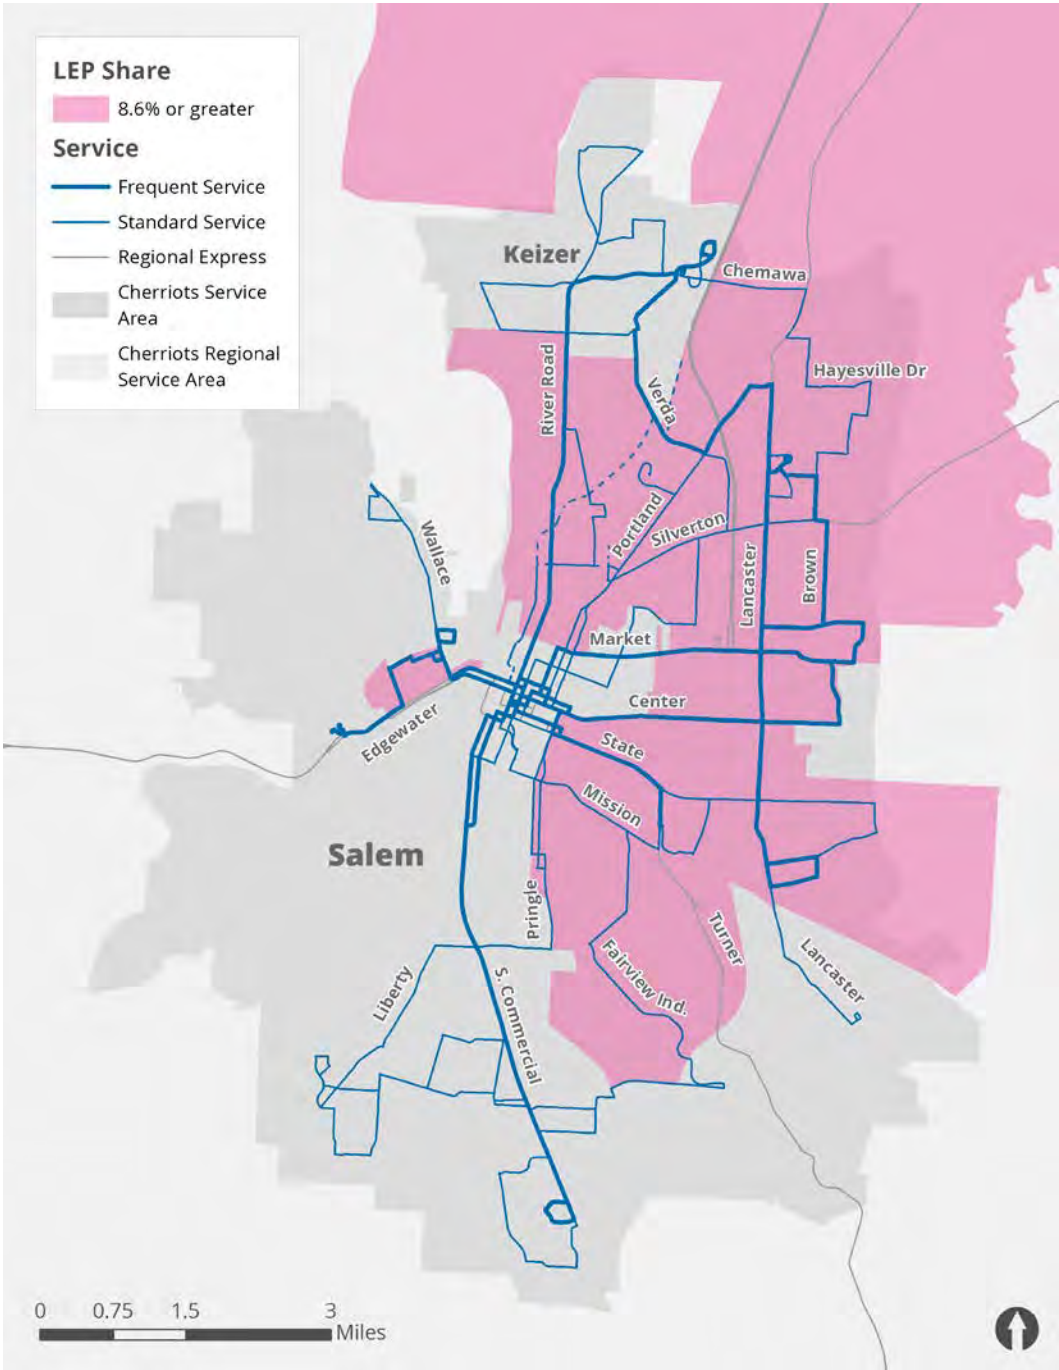 LEP Share
8.6% or greater
Service
Frequent Service
Standard Service
Regional Express
Cherriots Service
Area
Cherriots Regional
Service Area
Keizer
Chemawa
Hayesville Dr
River Road
Verda
Portland
Silverton
Wallace
Lancaster
Brown
Market
Center
Edgewater
State
Mission
Salem
Pringle
Turner
Lancaster
Fairview Ind.
Liberty
S. Commercial
0 0.75 1.5 3
Miles